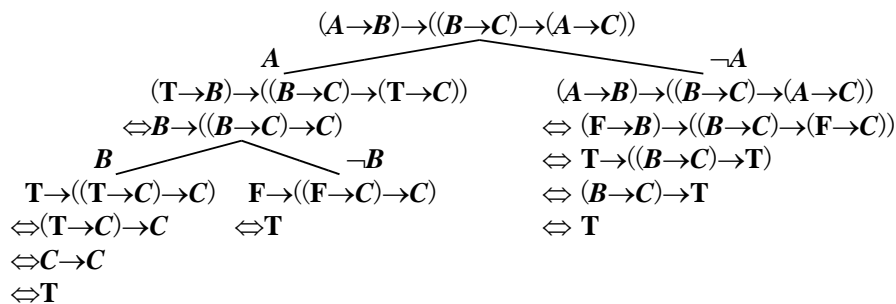 (A→B)→((B→C)→(A→C))
A ¬A
(T→B)→((B→C)→(T→C)) (A→B)→((B→C)→(A→C))
⇔B→((B→C)→C) ⇔ (F→B)→((B→C)→(F→C))
B ¬B ⇔ T→((B→C)→T)
T→((T→C)→C) F→((F→C)→C) ⇔ (B→C)→T
⇔(T→C)→C ⇔T ⇔ T
⇔C→C
⇔T